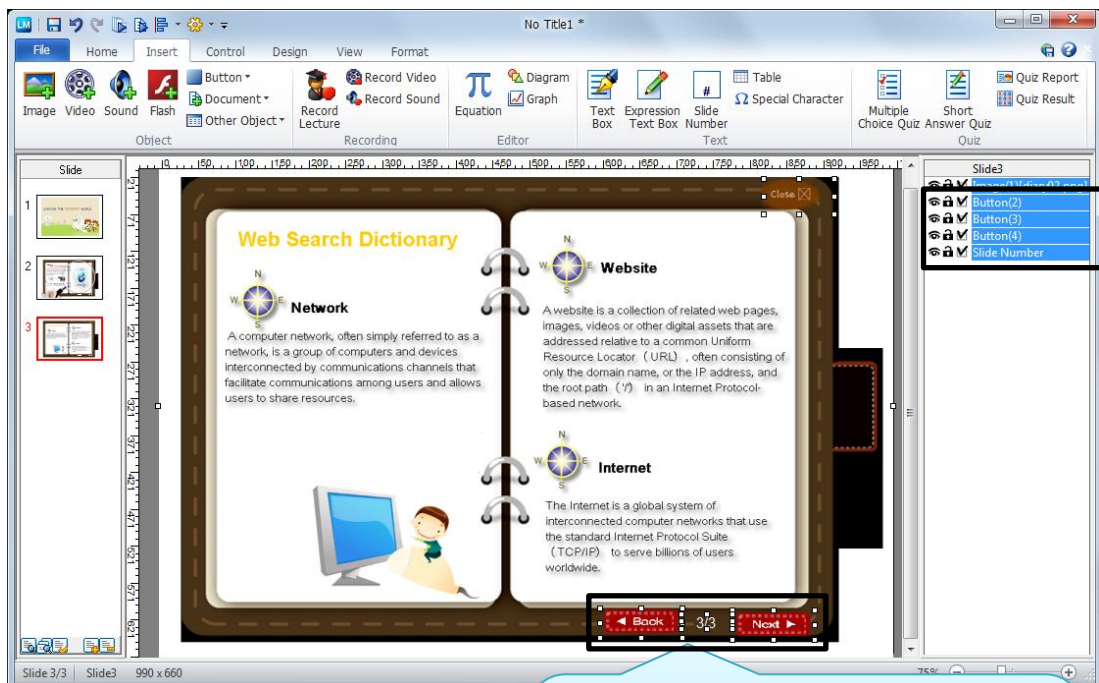 LM
No Title1 *
File Home Insert Control Design View Format
Image Video Sound Flash
Button
Document
Other Object
Object
Record Lecture
Record Video
Record Sound
Recording
Equation
Diagram
Graph
Editor
Text Box
Expression Text Box
# Slide Number
Table
Ω Special Character
Text
Multiple Choice Quiz
Short Answer Quiz
Quiz Report
Quiz Result
Quiz
Slide
1
2
3
Close
Web Search Dictionary
N
W E
S
Network
A computer network, often simply referred to as a
network, is a group of computers and devices
interconnected by communications channels that
facilitate communications among users and allows
users to share resources.
N
W E
Website
A website is a collection of related web pages,
images, videos or other digital assets that are
addressed relative to a common Uniform
Resource Locator （URL）, often consisting of
only the domain name, or the IP address, and
the root path （'/'） in an Internet Protocol-
based network.
N
W E
S
Internet
The Internet is a global system of
interconnected computer networks that use
the standard Internet Protocol Suite
（TCP/IP） to serve billions of users
worldwide.
Back 3/3 Next
Slide3
Image(1)[diary02.png]
Button(2)
Button(3)
Button(4)
Slide Number
Slide 3/3 Slide3 990 x 660
75%